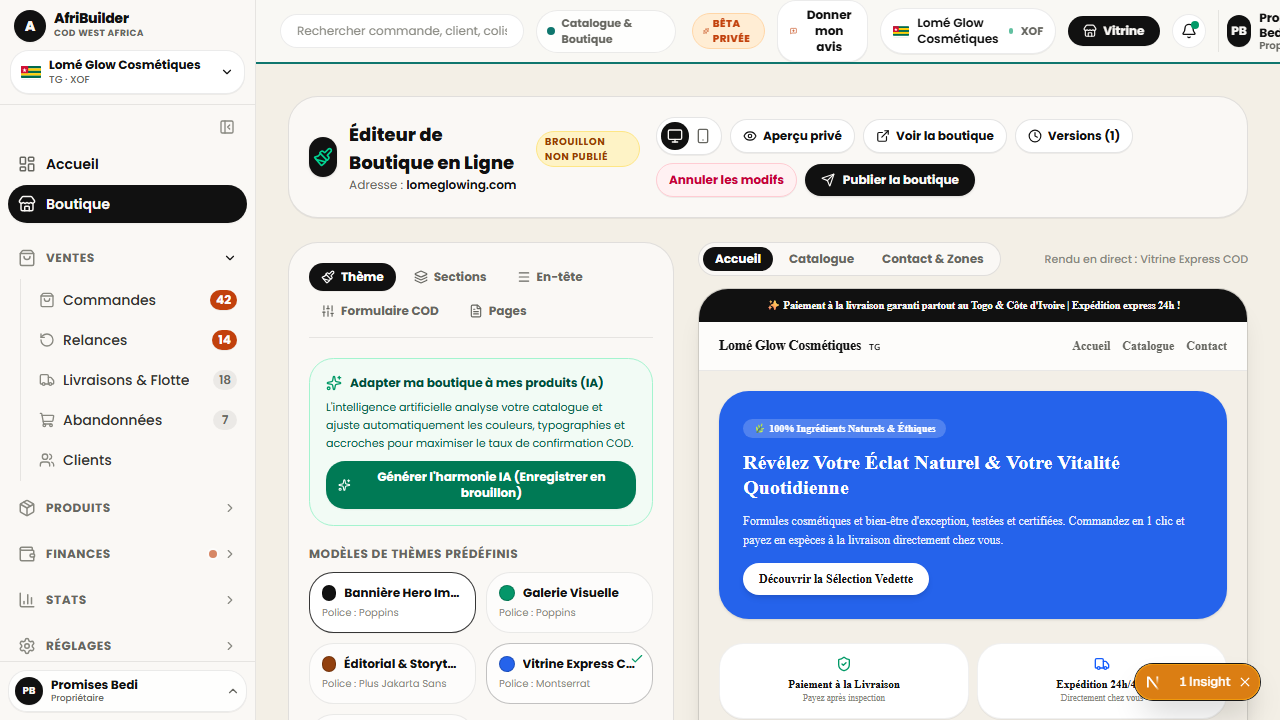 A
AfriBuilder
COD WEST AFRICA
Lomé Glow Cosmétiques
TG · XOF
Accueil
Boutique
VENTES
Commandes
42
Relances
14
Livraisons & Flotte
18
Abandonnées
7
Clients
PRODUITS
FINANCES
STATS
RÉGLAGES
PB
Promises Bedi
Propriétaire
Rechercher commande, client, colis
Catalogue &
Boutique
BÊTA
PRIVÉE
Donner
mon
avis
Lomé Glow
Cosmétiques
XOF
Vitrine
PB
Éditeur de
Boutique en Ligne
Adresse : lomeglowing.com
BROUILLON
NON PUBLIÉ
Aperçu privé
Voir la boutique
Versions (1)
Annuler les modifs
Publier la boutique
Thème
Sections
En-tête
Formulaire COD
Pages
Adapter ma boutique à mes produits (IA)
L'intelligence artificielle analyse votre catalogue et
ajuste automatiquement les couleurs, typographies et
accroches pour maximiser le taux de confirmation COD.
Générer l'harmonie IA (Enregistrer en
brouillon)
MODÈLES DE THÈMES PRÉDÉFINIS
Bannière Hero Im...
Police : Poppins
Galerie Visuelle
Police : Poppins
Éditorial & Storyt...
Police : Plus Jakarta Sans
Vitrine Express C...
Police : Montserrat
Accueil
Catalogue
Contact & Zones
Rendu en direct : Vitrine Express COD
✨ Paiement à la livraison garanti partout au Togo & Côte d'Ivoire | Expédition express 24h !
Lomé Glow Cosmétiques TG
Accueil
Catalogue
Contact
🌿 100% Ingrédients Naturels & Éthiques
Révélez Votre Éclat Naturel & Votre Vitalité
Quotidienne
Formules cosmétiques et bien-être d'exception, testées et certifiées. Commandez en 1 clic et
payez en espèces à la livraison directement chez vous.
Découvrir la Sélection Vedette
Paiement à la Livraison
Payez après inspection
Expédition 24h/4
Directement chez vous
N
1 Insight